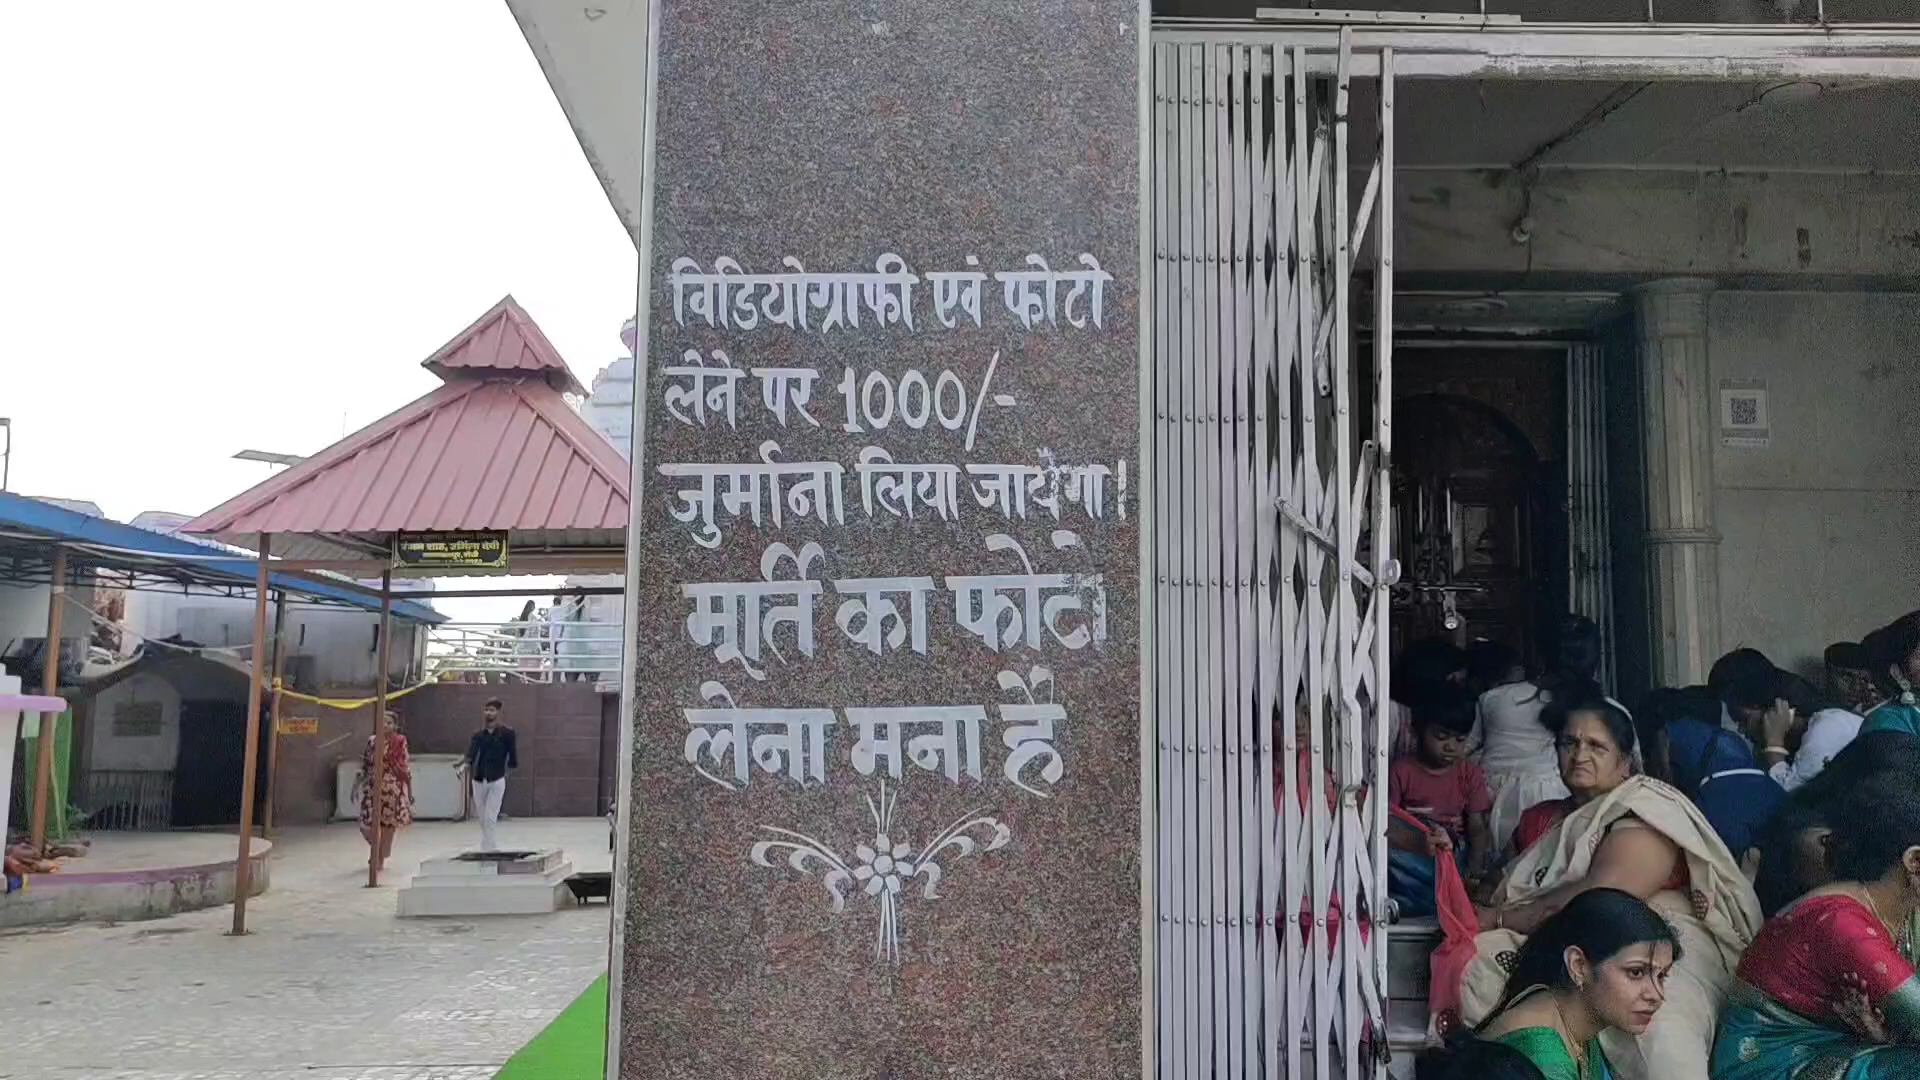 विडियोग्राफी एवं फोटो
लेने पर 1000/-
जुर्माना लिया जायेगा!
मूर्ति का फोटो
लेना मना है